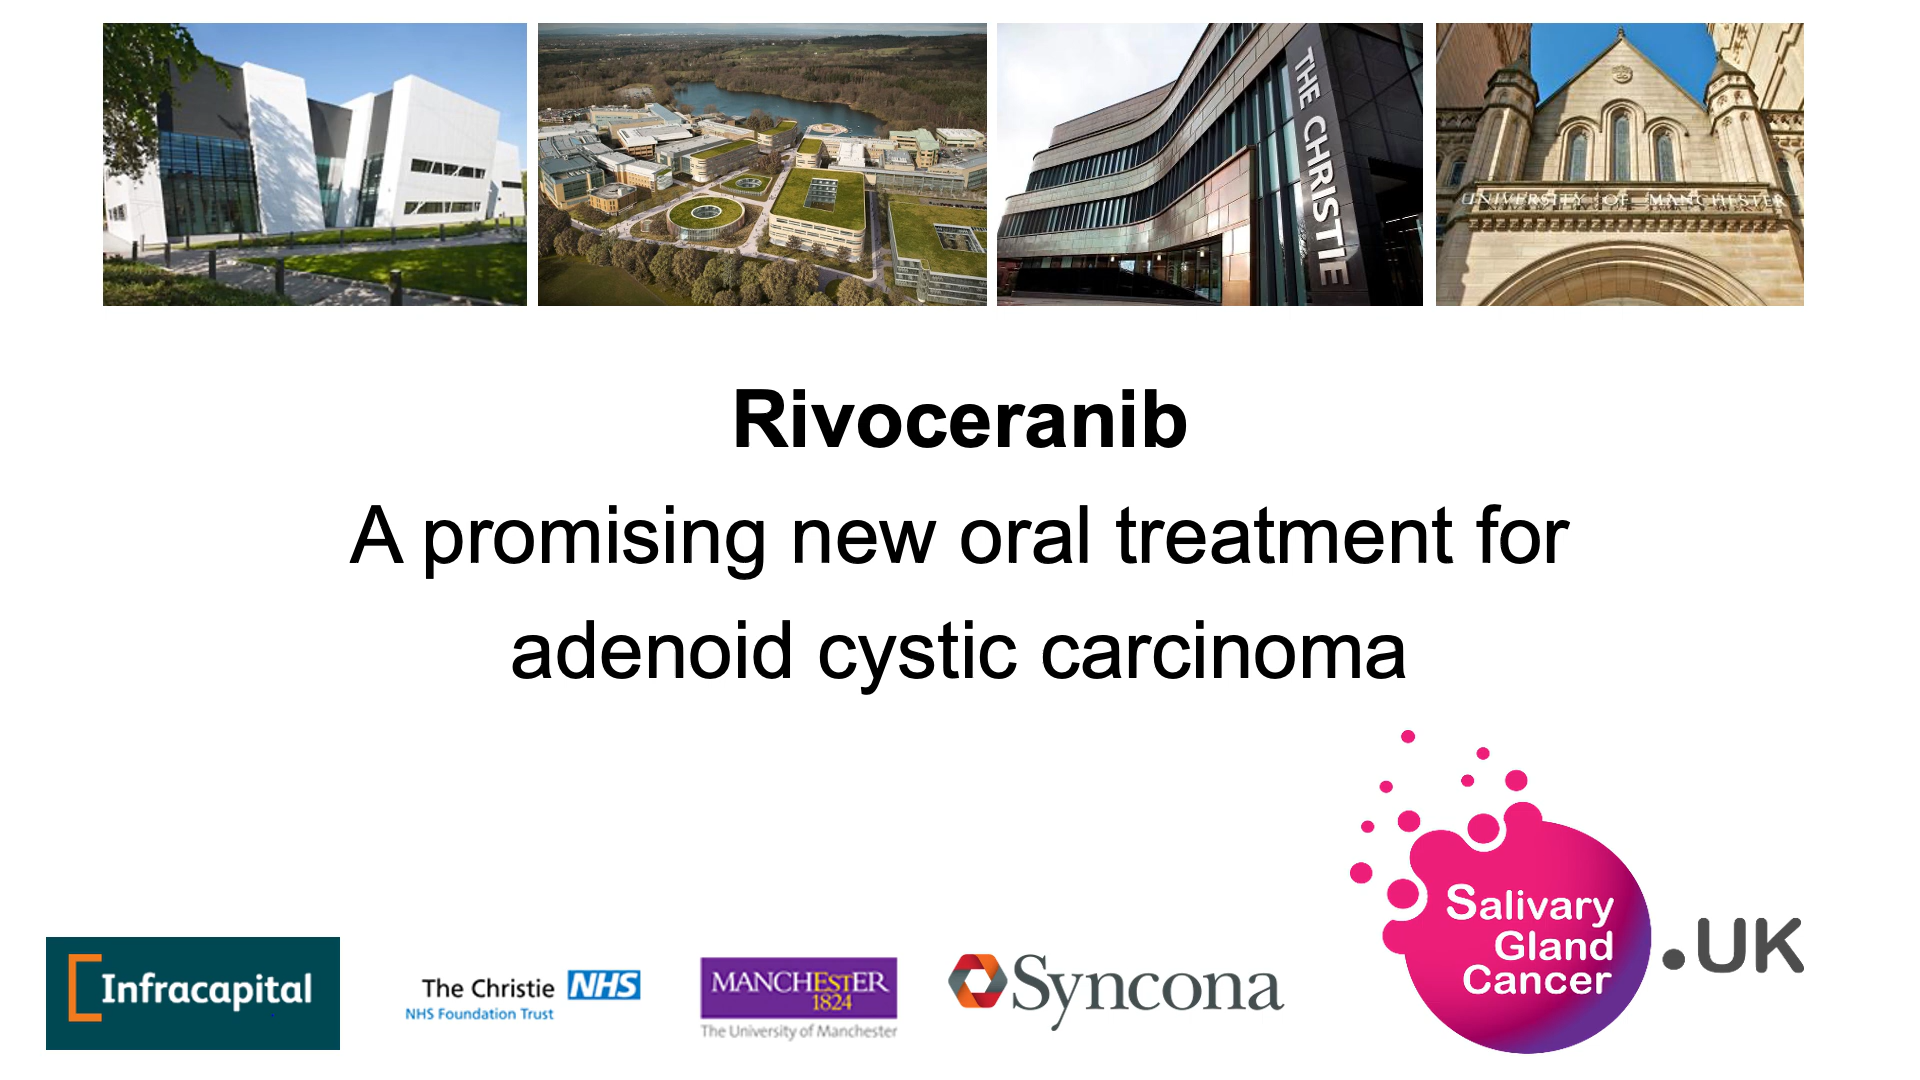 THE CHRISTIE
UNIVERSITY OF MANCHESTER
Rivoceranib
A promising new oral treatment for
adenoid cystic carcinoma
Infracapital
The Christie NHS
NHS Foundation Trust
MANCHEsTER
1824
The University of Manchester
Syncona
Salivary
Gland
Cancer
.UK